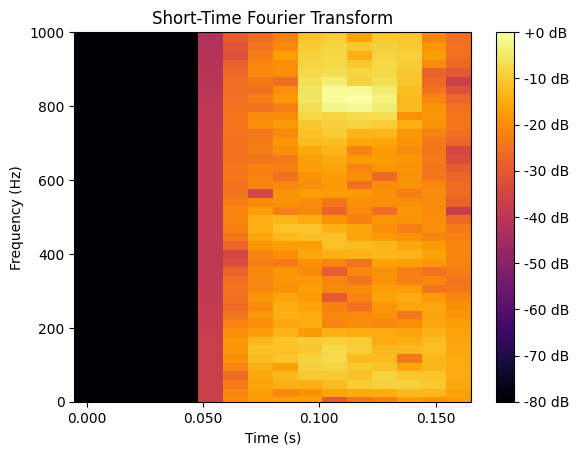 Short-Time Fourier Transform
1000
800
600
400
200
0
Frequency (Hz)
0.000
0.050
0.100
0.150
Time (s)
+0 dB
-10 dB
-20 dB
-30 dB
-40 dB
-50 dB
-60 dB
-70 dB
-80 dB